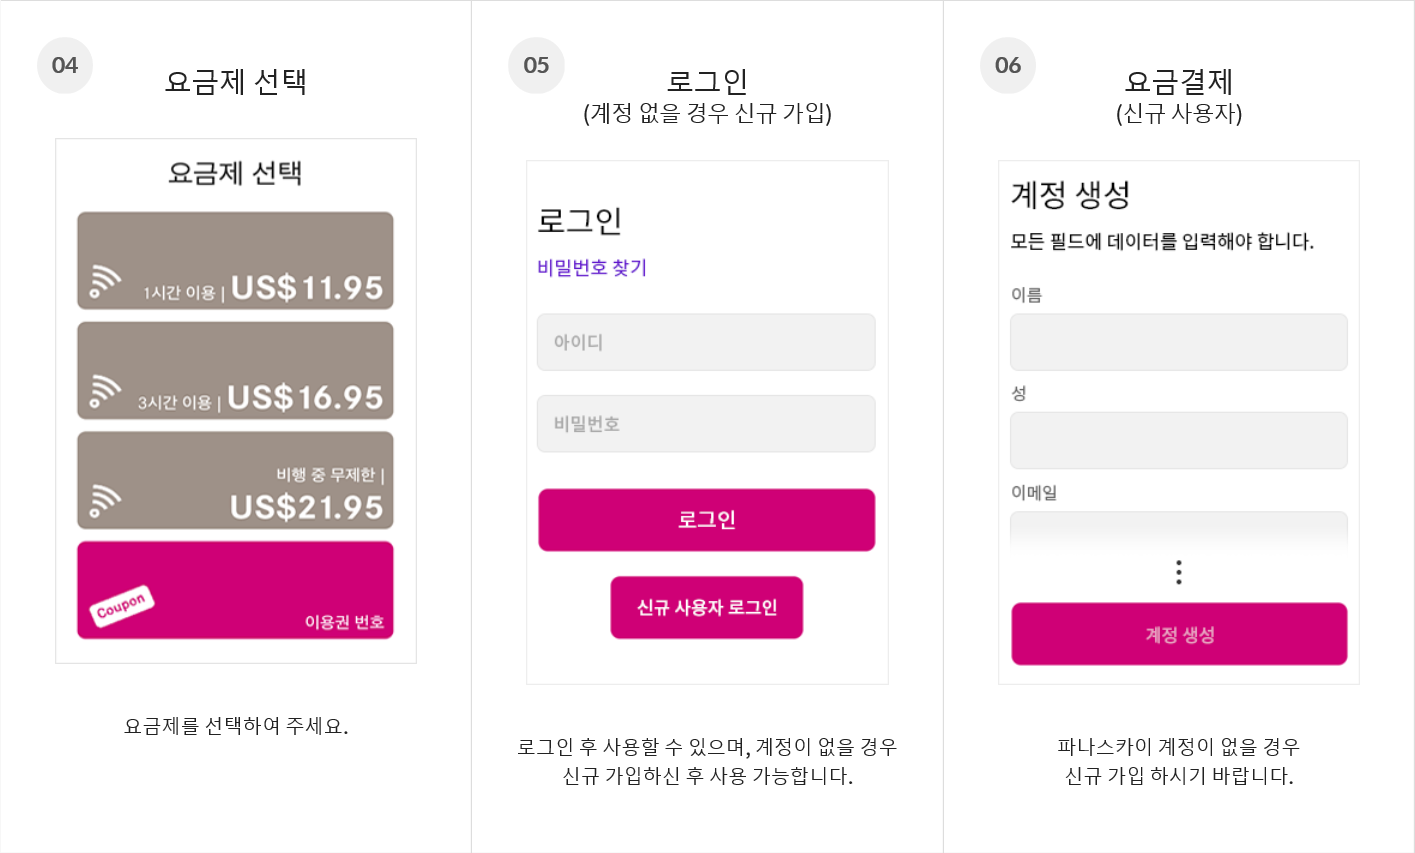 04
요금제 선택
요금제 선택
1시간 이용 | US$11.95
3시간 이용 | US$16.95
비행 중 무제한 |
US$21.95
Coupon
이용권 번호
요금제를 선택하여 주세요.
05
로그인
(계정 없을 경우 신규 가입)
로그인
비밀번호 찾기
아이디
비밀번호
로그인
신규 사용자 로그인
로그인 후 사용할 수 있으며, 계정이 없을 경우
신규 가입하신 후 사용 가능합니다.
06
요금결제
(신규 사용자)
계정 생성
모든 필드에 데이터를 입력해야 합니다.
이름
성
이메일
계정 생성
파나스카이 계정이 없을 경우
신규 가입 하시기 바랍니다.